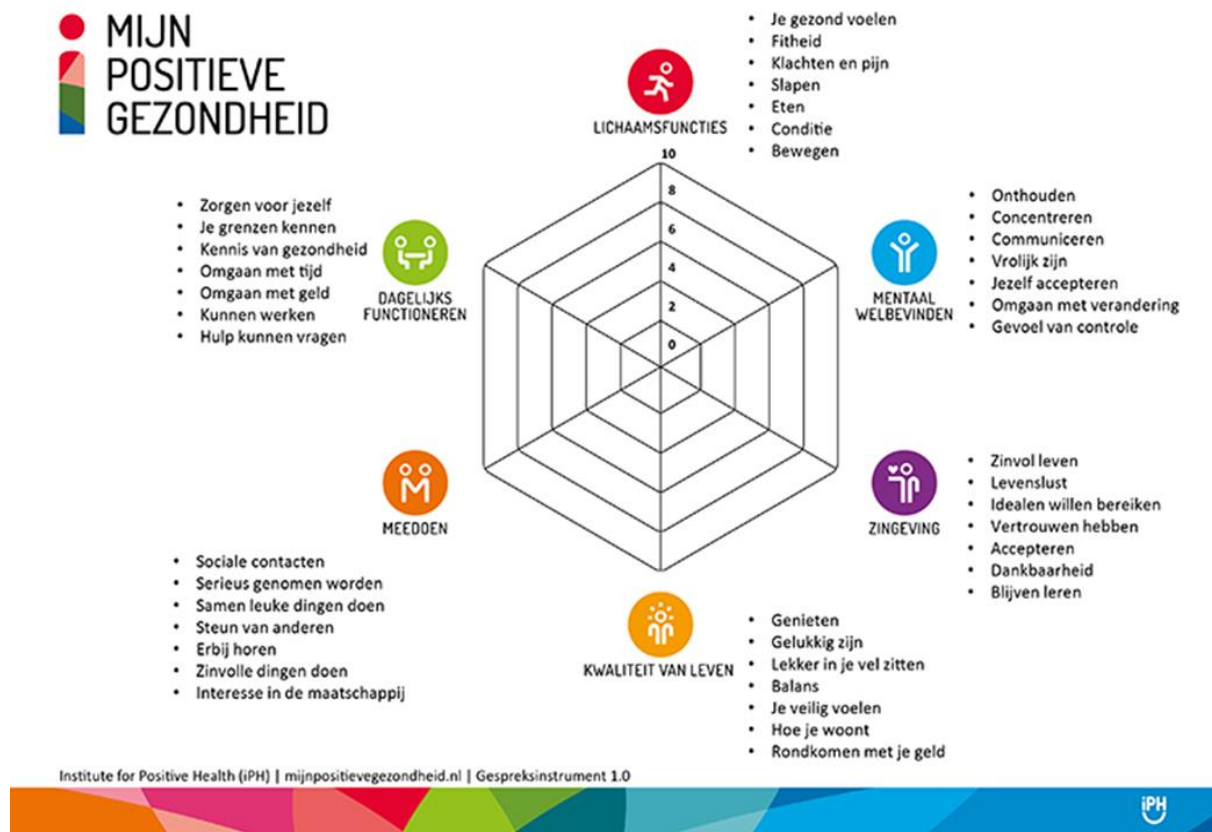 MIJN
POSITIEVE
GEZONDHEID
• Je gezond voelen
• Fitheid
• Klachten en pijn
• Slapen
• Eten
• Conditie
• Bewegen
LICHAAMSFUNCTIES
10
8
6
4
2
0
• Zorgen voor jezelf
• Je grenzen kennen
• Kennis van gezondheid
• Omgaan met tijd
• Omgaan met geld
• Kunnen werken
• Hulp kunnen vragen
DAGELIJKS
FUNCTIONEREN
MENTAAL
WELBEVINDEN
• Onthouden
• Concentreren
• Communiceren
• Vrolijk zijn
• Jezelf accepteren
• Omgaan met verandering
• Gevoel van controle
MEEDOEN
• Sociale contacten
• Serieus genomen worden
• Samen leuke dingen doen
• Steun van anderen
• Erbij horen
• Zinvolle dingen doen
• Interesse in de maatschappij
ZINGEVING
• Zinvol leven
• Levenslust
• Idealen willen bereiken
• Vertrouwen hebben
• Accepteren
• Dankbaarheid
• Blijven leren
KWALITEIT VAN LEVEN
• Genieten
• Gelukkig zijn
• Lekker in je vel zitten
• Balans
• Je veilig voelen
• Hoe je woont
• Rondkomen met je geld
Institute for Positive Health (iPH) | mijnpositievegezondheid.nl | Gespreksinstrument 1.0
iPH